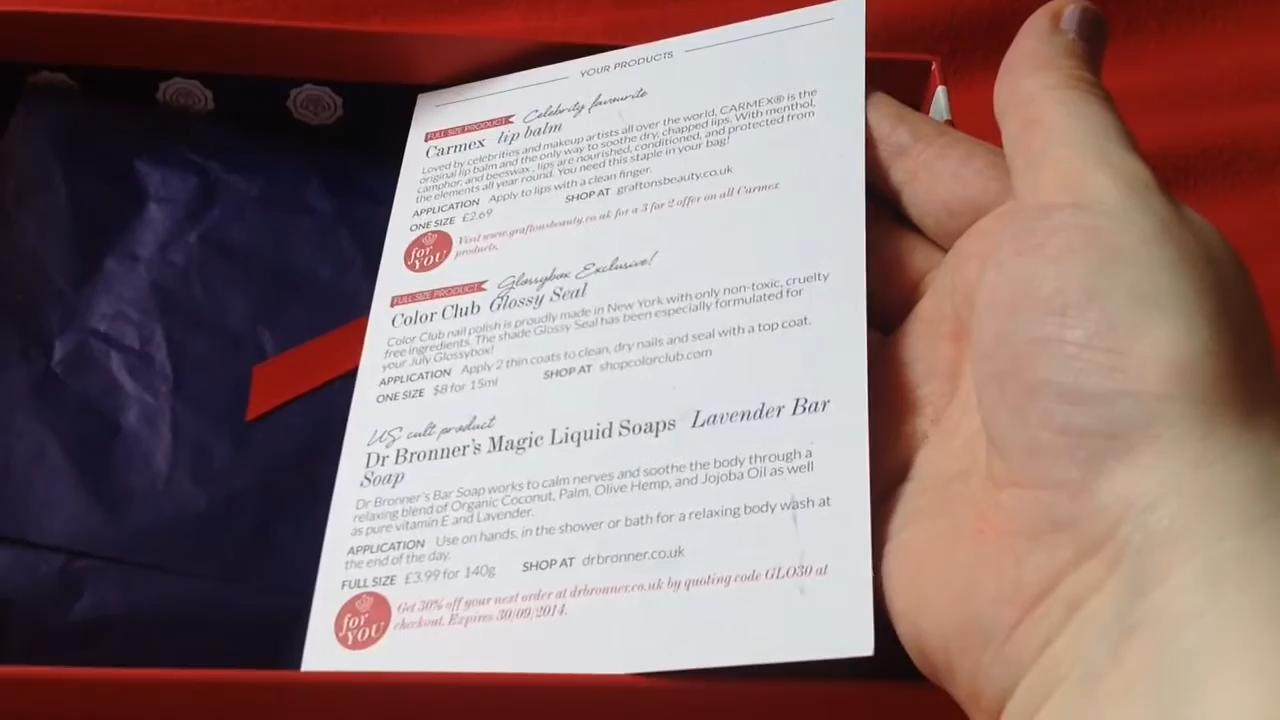 YOUR PRODUCTS
FULL SIZE PRODUCT Celebrity favourite
Carmex lip balm
Loved by celebrities and makeup artists all over the world, CARMEX® is the
original lip balm and the only way to soothe dry, chapped lips. With menthol,
camphor, and beeswax, lips are nourished, conditioned, and protected from
the elements all year round. You need this staple in your bag!
APPLICATION Apply to lips with a clean finger.
ONE SIZE £2.69 SHOP AT graftonsbeauty.co.uk
for YOU
Visit www.graftonsbeauty.co.uk for a 3 for 2 offer on all Carmex
products.
FULL SIZE PRODUCT Glossybox Exclusive!
Color Club Glossy Seal
Color Club nail polish is proudly made in New York with only non-toxic, cruelty
free ingredients. The shade Glossy Seal has been especially formulated for
your July Glossybox!
APPLICATION Apply 2 thin coats to clean, dry nails and seal with a top coat.
ONE SIZE $8 for 15ml SHOP AT shopcolorclub.com
US cult product
Dr Bronner's Magic Liquid Soaps Lavender Bar
Soap
Dr Bronner's Bar Soap works to calm nerves and soothe the body through a
relaxing blend of Organic Coconut, Palm, Olive Hemp, and Jojoba Oil as well
as pure vitamin E and Lavender.
APPLICATION Use on hands, in the shower or bath for a relaxing body wash at
the end of the day.
FULL SIZE £3.99 for 140g SHOP AT drbronner.co.uk
for YOU
Get 30% off your next order at drbronner.co.uk by quoting code GLO30 at
checkout. Expires 30/09/2014.